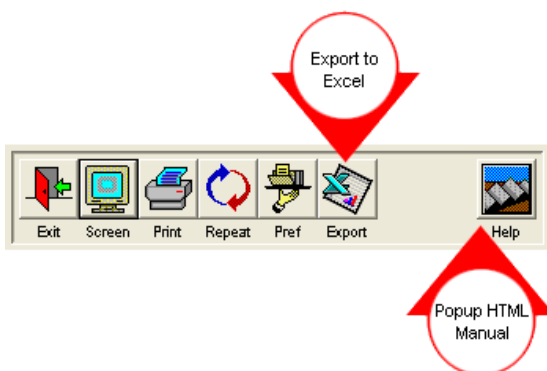 Export to
Excel
Exit Screen Print Repeat Pref Export Help
Popup HTML
Manual